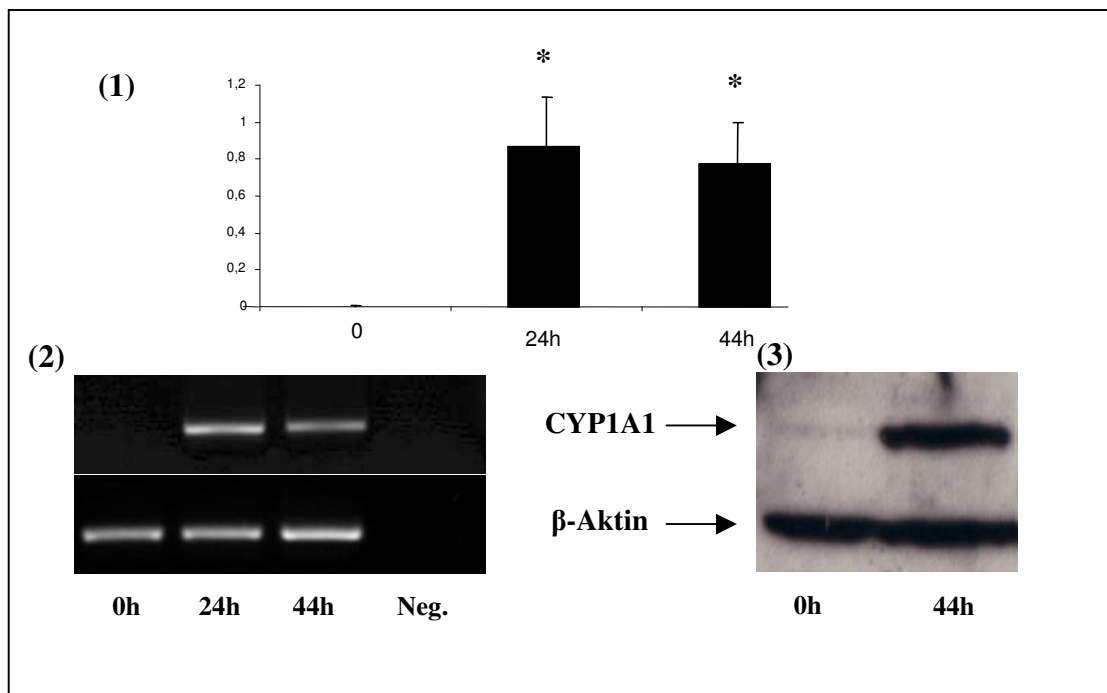 (1)
*
*
1,2
1
0,8
0,6
0,4
0,2
0
0
24h
44h
(2)
(3)
CYP1A1
β-Aktin
0h
24h
44h
Neg.
0h
44h